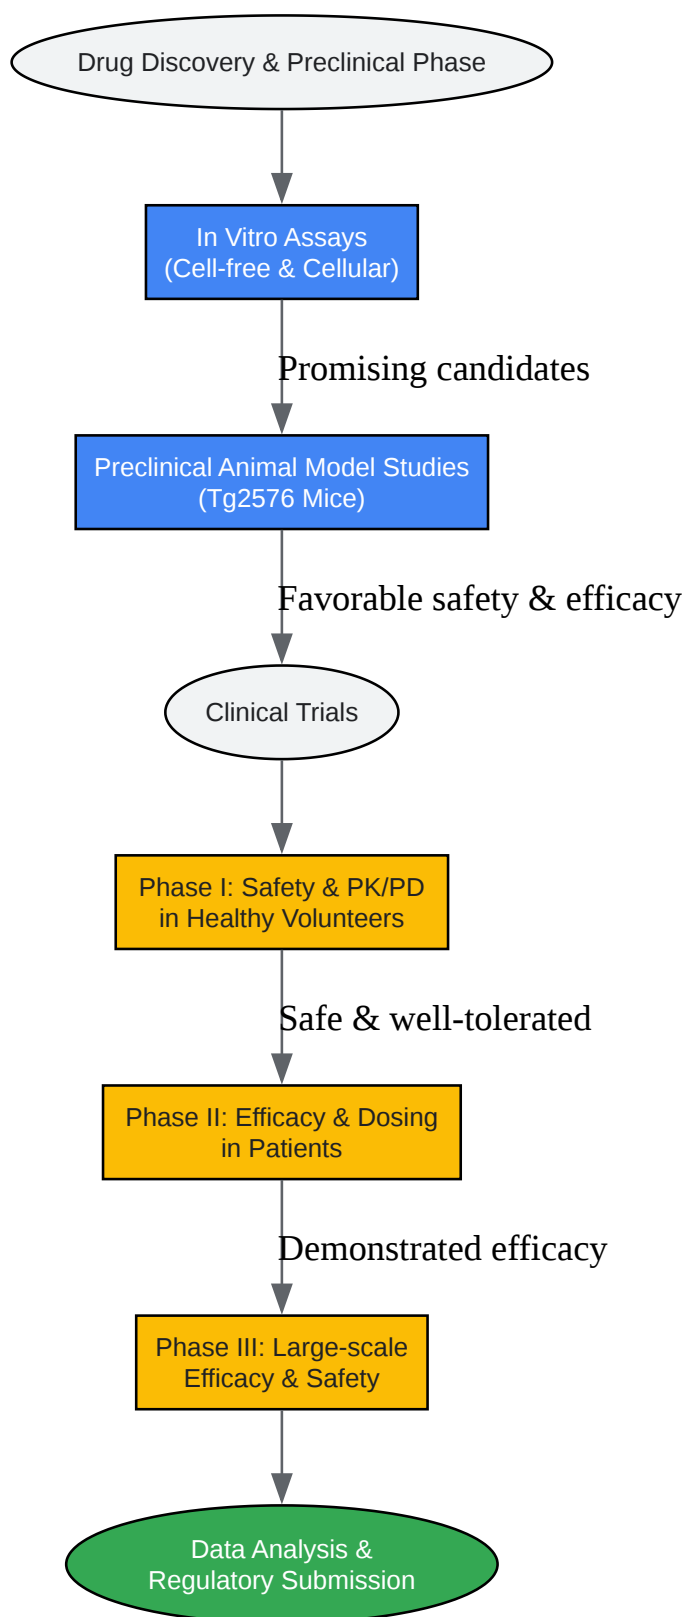 Drug Discovery & Preclinical Phase
In Vitro Assays
(Cell-free & Cellular)
Promising candidates
Preclinical Animal Model Studies
(Tg2576 Mice)
Favorable safety & efficacy
Clinical Trials
Phase I: Safety & PK/PD
in Healthy Volunteers
Safe & well-tolerated
Phase II: Efficacy & Dosing
in Patients
Demonstrated efficacy
Phase III: Large-scale
Efficacy & Safety
Data Analysis &
Regulatory Submission